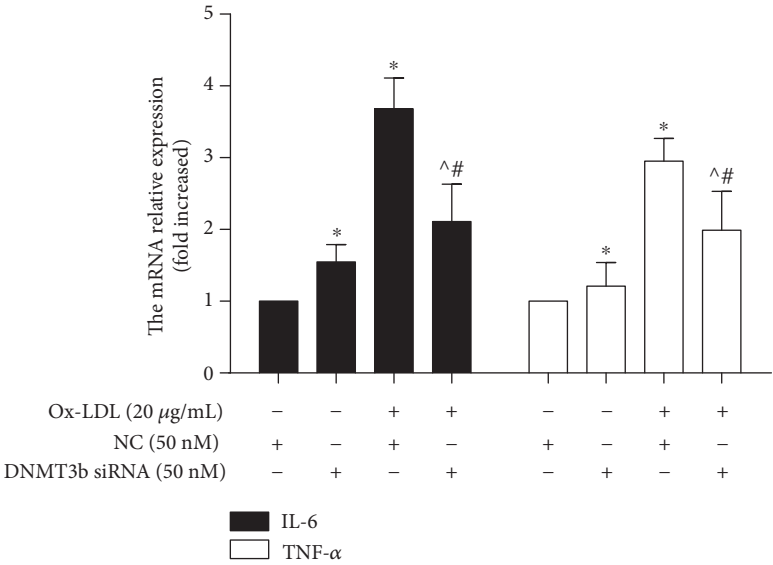 The mRNA relative expression
(fold increased)
5
4
3
2
1
0
* * ^# * * ^#
Ox-LDL (20 μg/mL) − − + + − − + +
NC (50 nM) + − + − + − + −
DNMT3b siRNA (50 nM) − + − + − + − +
IL-6
TNF-α